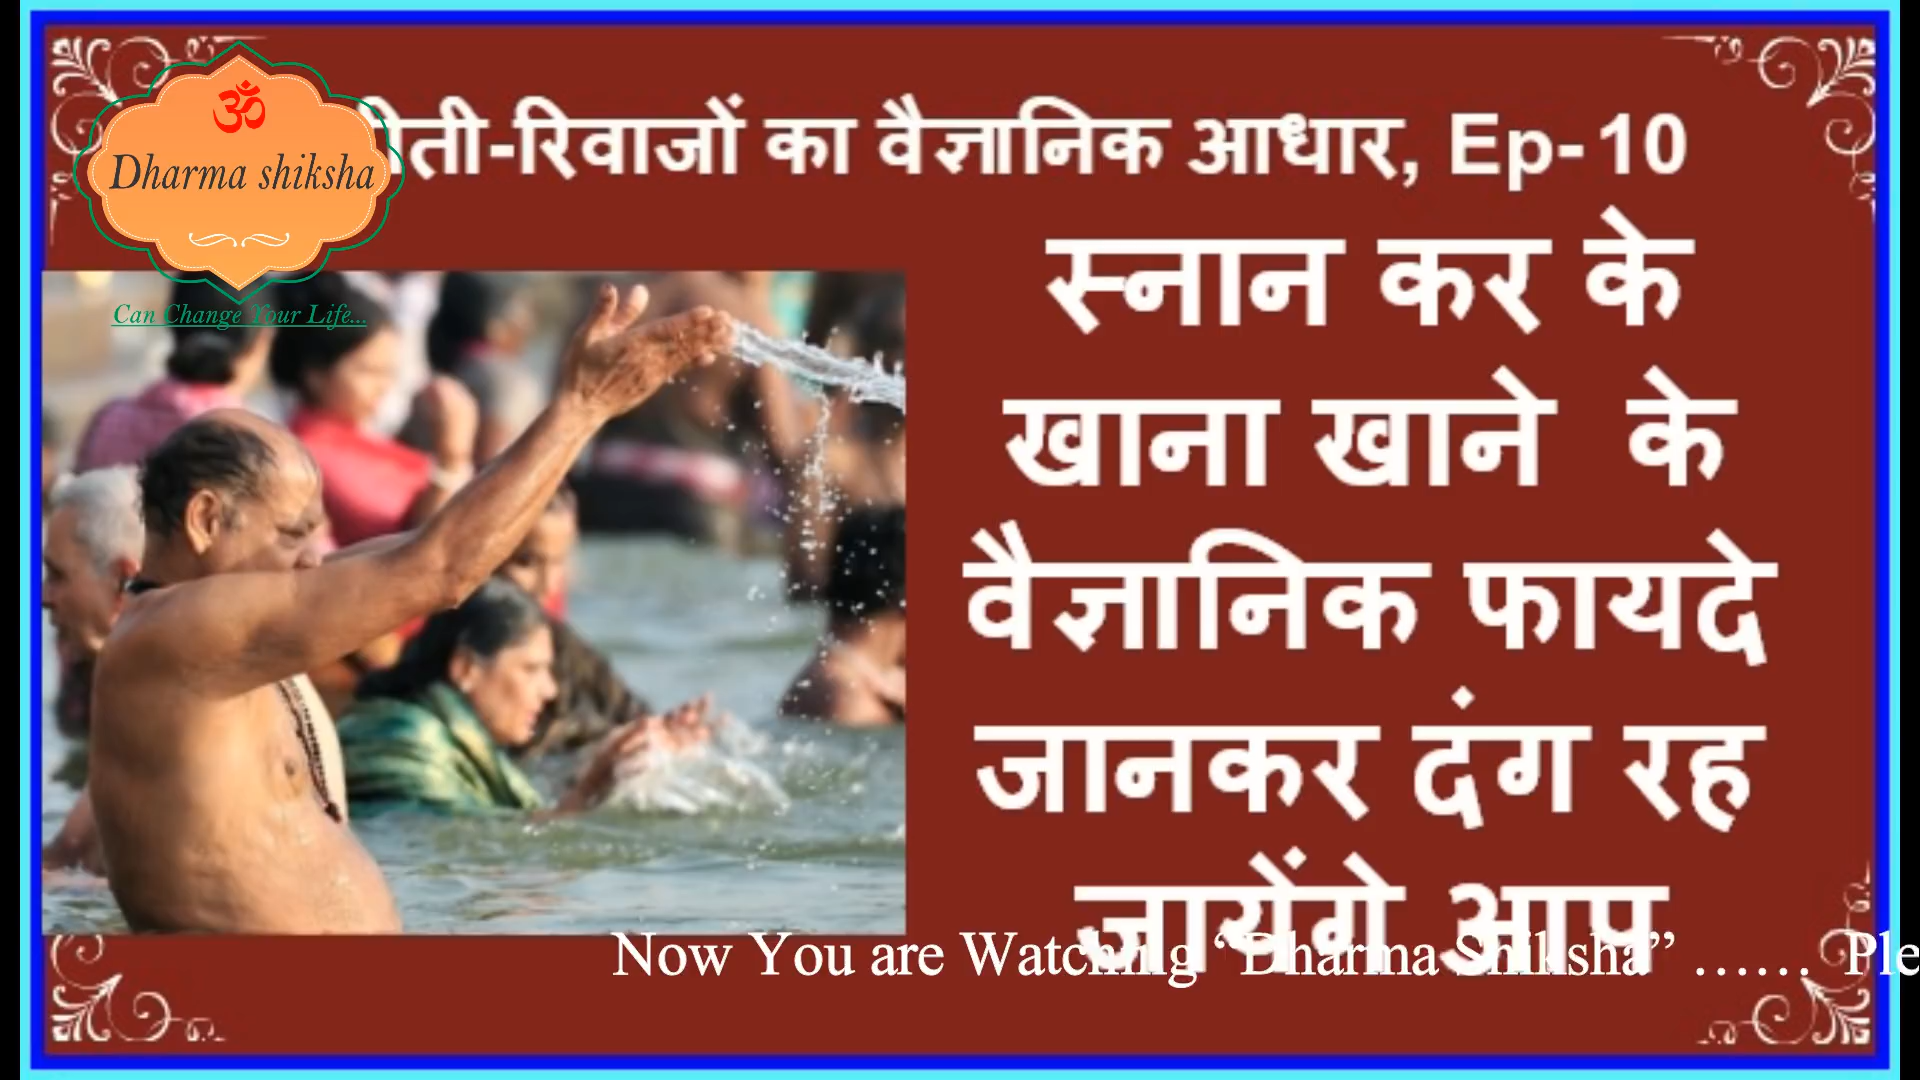 ॐ
Dharma shiksha
Can Change Your Life...
रिवाजों का वैज्ञानिक आधार, Ep-10
स्नान कर के
खाना खाने के
वैज्ञानिक फायदे
जानकर दंग रह
जायेंगे आप
Now You are Watching “Dharma Shiksha” ……